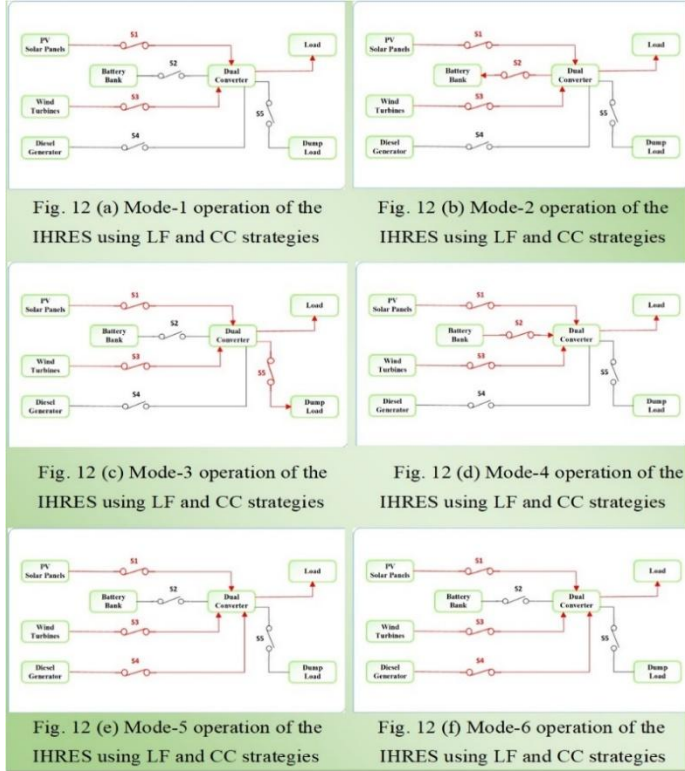 S1
PV
Solar Panels
Load
S2
Battery
Bank
Dual
Converter
S3
Wind
Turbines
S5
S4
Diesel
Generator
Dump
Load
Fig. 12 (a) Mode-1 operation of the
IHRES using LF and CC strategies
S1
PV
Solar Panels
Load
S2
Battery
Bank
Dual
Converter
S3
Wind
Turbines
S5
S4
Diesel
Generator
Dump
Load
Fig. 12 (b) Mode-2 operation of the
IHRES using LF and CC strategies
S1
PV
Solar Panels
Load
S2
Battery
Bank
Dual
Converter
S3
Wind
Turbines
S5
S4
Diesel
Generator
Dump
Load
Fig. 12 (c) Mode-3 operation of the
IHRES using LF and CC strategies
S1
PV
Solar Panels
Load
S2
Battery
Bank
Dual
Converter
S3
Wind
Turbines
S5
S4
Diesel
Generator
Dump
Load
Fig. 12 (d) Mode-4 operation of the
IHRES using LF and CC strategies
S1
PV
Solar Panels
Load
S2
Battery
Bank
Dual
Converter
S3
Wind
Turbines
S5
S4
Diesel
Generator
Dump
Load
Fig. 12 (e) Mode-5 operation of the
IHRES using LF and CC strategies
S1
PV
Solar Panels
Load
S2
Battery
Bank
Dual
Converter
S3
Wind
Turbines
S5
S4
Diesel
Generator
Dump
Load
Fig. 12 (f) Mode-6 operation of the
IHRES using LF and CC strategies